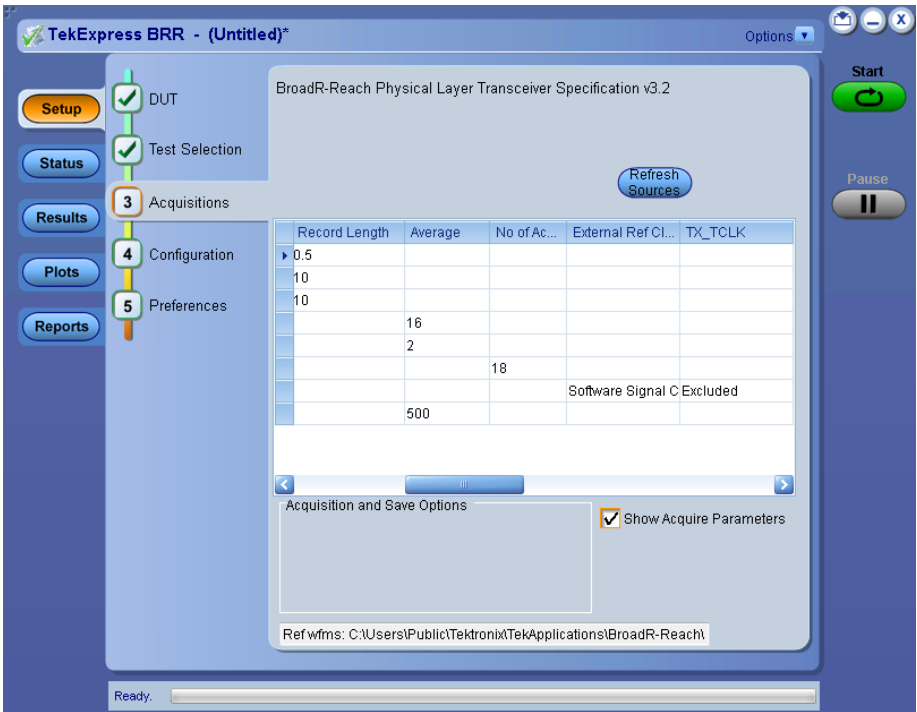 TekExpress BRR - (Untitled)*
Options
Start
Setup
DUT
BroadR-Reach Physical Layer Transceiver Specification v3.2
Status
Test Selection
Refresh
Sources
Pause
Results
3 Acquisitions
Record Length Average No of Ac... External Ref Cl... TX_TCLK
0.5
Plots
4 Configuration
10
5 Preferences
10
Reports
16
2
18
Software Signal C Excluded
500
Acquisition and Save Options
Show Acquire Parameters
Ref wfms: C:\Users\Public\Tektronix\TekApplications\BroadR-Reach\
Ready.